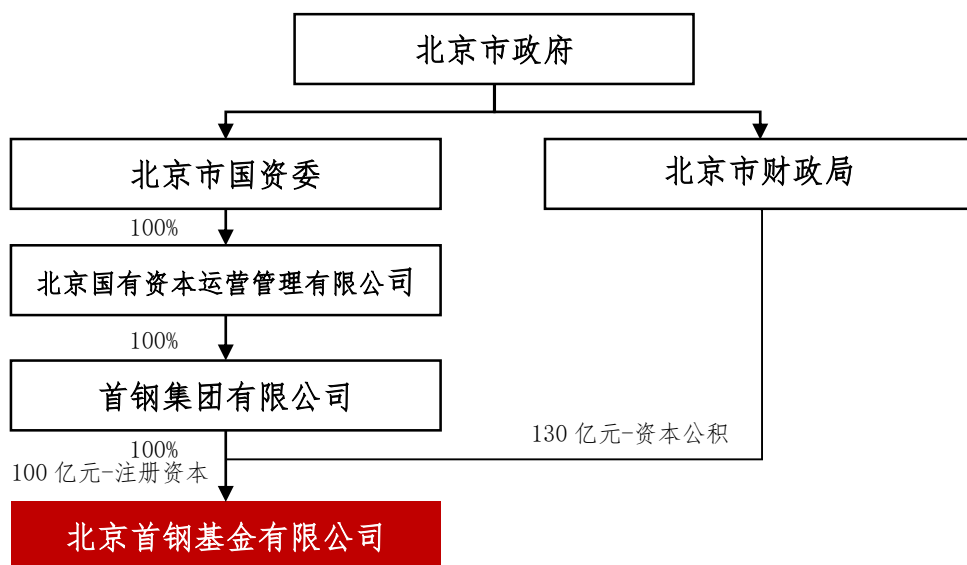 北京市政府
北京市国资委
北京市财政局
100%
北京国有资本运营管理有限公司
100%
首钢集团有限公司
130 亿元-资本公积
100%
100 亿元-注册资本
北京首钢基金有限公司